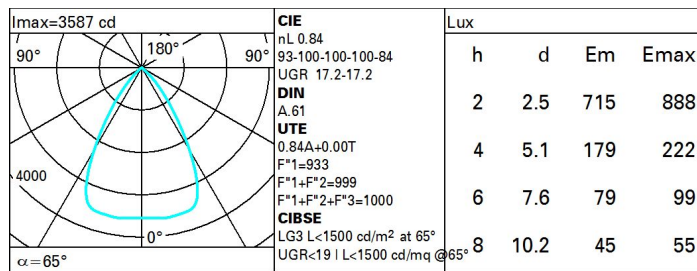 Imax=3587 cd
90° 180° 90°
4000
0°
α=65°
CIE
nL 0.84
93-100-100-100-84
UGR 17.2-17.2
DIN
A.61
UTE
0.84A+0.00T
F"1=933
F"1+F"2=999
F"1+F"2+F"3=1000
CIBSE
LG3 L<1500 cd/m² at 65°
UGR<19 | L<1500 cd/mq @65°
Lux
h d Em Emax
2 2.5 715 888
4 5.1 179 222
6 7.6 79 99
8 10.2 45 55